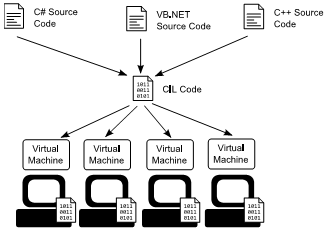 C# Source
Code
VB.NET
Source Code
C++ Source
Code
1011
0011
0101
CIL Code
Virtual
Machine
Virtual
Machine
Virtual
Machine
Virtual
Machine
1011
0011
0101
1011
0011
0101
1011
0011
0101
1011
0011
0101